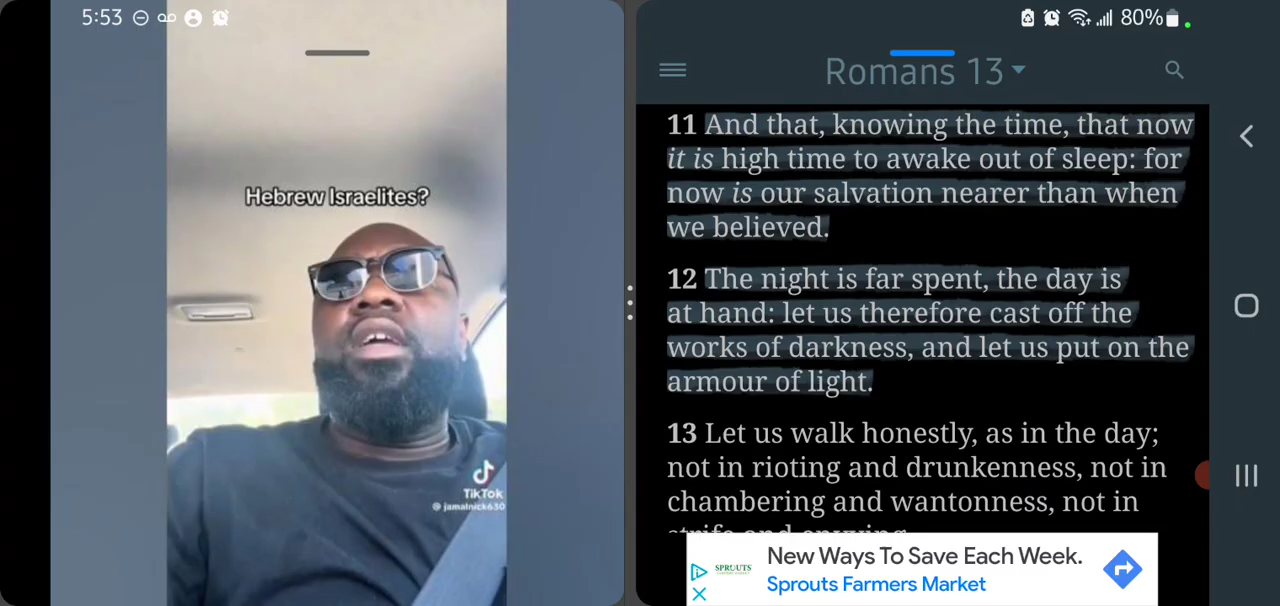 5:53
Hebrew Israelites?
TikTok
@ jamalnick630
80%
Romans 13
11 And that, knowing the time, that now
it is high time to awake out of sleep: for
now is our salvation nearer than when
we believed.
12 The night is far spent, the day is
at hand: let us therefore cast off the
works of darkness, and let us put on the
armour of light.
13 Let us walk honestly, as in the day;
not in rioting and drunkenness, not in
chambering and wantonness, not in
strife and envying.
SPROUTS
New Ways To Save Each Week.
Sprouts Farmers Market